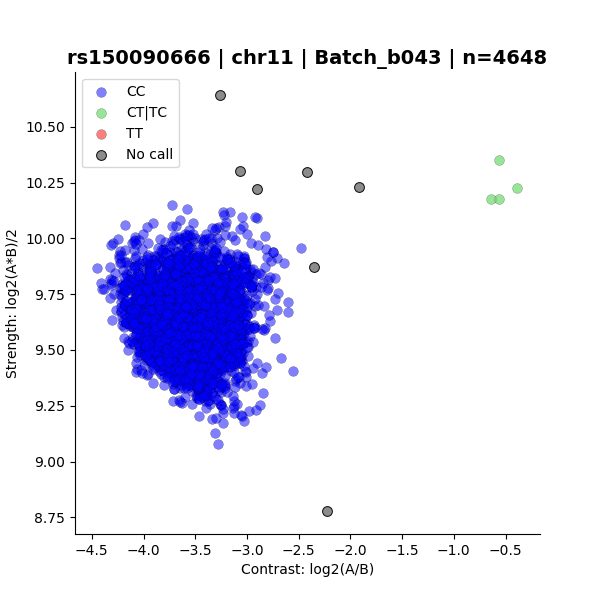 rs150090666 | chr11 | Batch_b043 | n=4648
CC
CT|TC
TT
No call
10.50
10.25
10.00
9.75
9.50
9.25
9.00
8.75
Strength: log2(A*B)/2
−4.5 −4.0 −3.5 −3.0 −2.5 −2.0 −1.5 −1.0 −0.5
Contrast: log2(A/B)